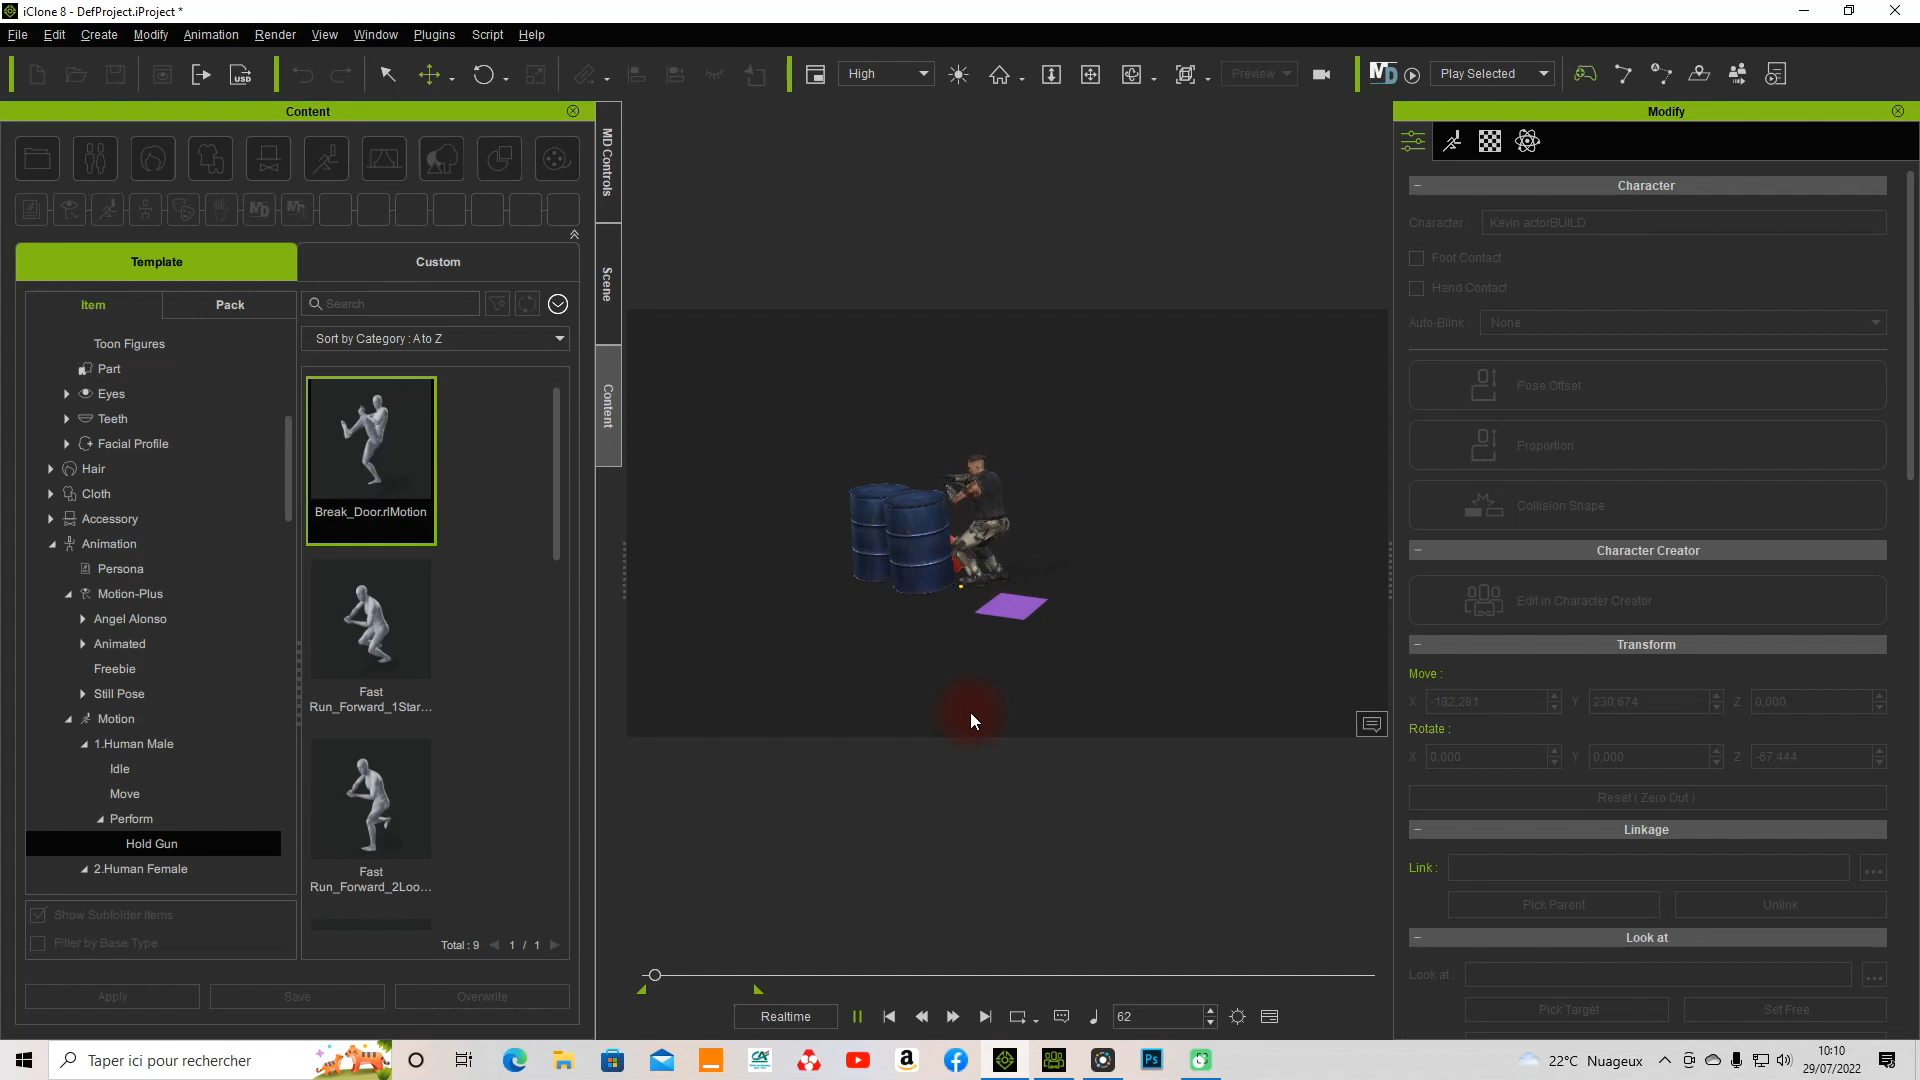 iClone 8 - DefProject.iProject *
File Edit Create Modify Animation Render View Window Plugins Script Help
High
Preview
Play Selected
Content
Modify
MD Controls
Scene
Content
Template
Custom
Item
Pack
Search
Sort by Category : A to Z
Toon Figures
Part
Eyes
Teeth
Facial Profile
Hair
Cloth
Accessory
Animation
Persona
Motion-Plus
Angel Alonso
Animated
Freebie
Still Pose
Motion
1.Human Male
Idle
Move
Perform
Hold Gun
2.Human Female
Show Subfolder Items
Filter by Base Type
Break_Door.rlMotion
Fast
Run_Forward_1Star...
Fast
Run_Forward_2Loo...
Total : 9
1 / 1
Apply
Save
Overwrite
Realtime
62
Character
Character : Kevin actorBUILD
Foot Contact
Hand Contact
Auto-Blink : None
Pose Offset
Proportion
Collision Shape
Character Creator
Edit in Character Creator
Transform
Move :
X -182,281 Y 230,674 Z 0,000
Rotate :
X 0,000 Y 0,000 Z -67,444
Reset ( Zero Out )
Linkage
Link :
...
Pick Parent
Unlink
Look at
Look at :
...
Pick Target
Set Free
Taper ici pour rechercher
Ps
22°C Nuageux
10:10
29/07/2022